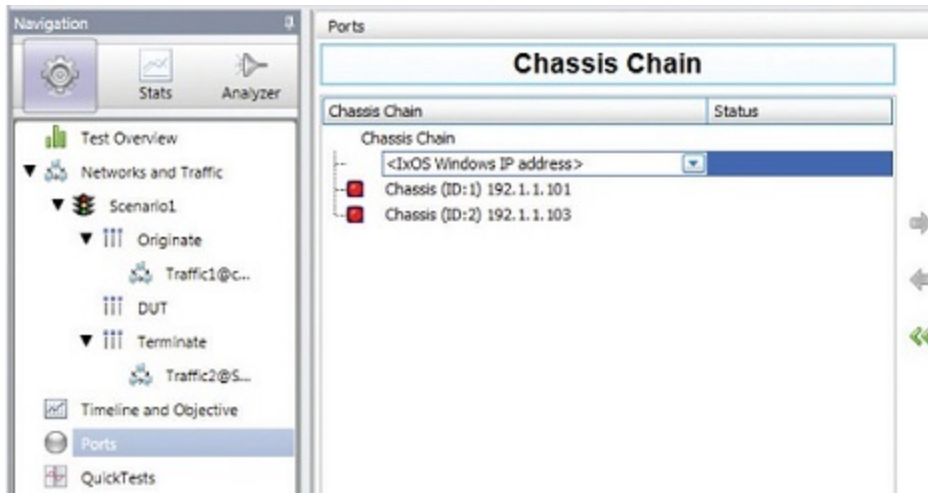 Navigation
Stats
Analyzer
Test Overview
Networks and Traffic
Scenario1
Originate
Traffic1@c...
DUT
Terminate
Traffic2@S...
Timeline and Objective
Ports
QuickTests
Ports
Chassis Chain
Chassis Chain Status
Chassis Chain
<IxOS Windows IP address>
Chassis (ID:1) 192.1.1.101
Chassis (ID:2) 192.1.1.103